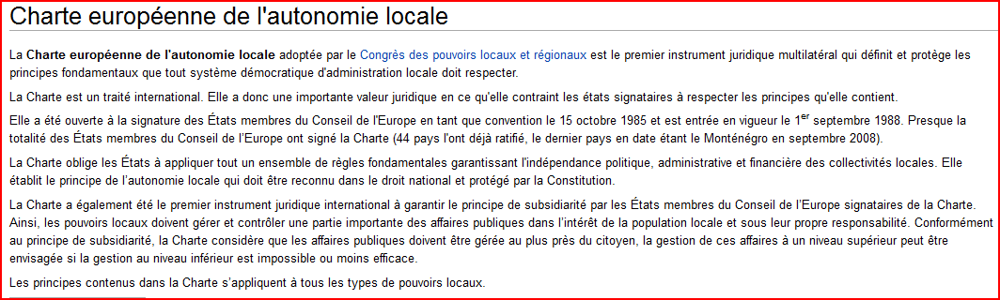 Charte européenne de l'autonomie locale
La Charte européenne de l'autonomie locale adoptée par le Congrès des pouvoirs locaux et régionaux est le premier instrument juridique multilatéral qui définit et protège les
principes fondamentaux que tout système démocratique d'administration locale doit respecter.
La Charte est un traité international. Elle a donc une importante valeur juridique en ce qu'elle contraint les états signataires à respecter les principes qu'elle contient.
Elle a été ouverte à la signature des États membres du Conseil de l'Europe en tant que convention le 15 octobre 1985 et est entrée en vigueur le 1er septembre 1988. Presque la
totalité des États membres du Conseil de l’Europe ont signé la Charte (44 pays l'ont déjà ratifié, le dernier pays en date étant le Monténégro en septembre 2008).
La Charte oblige les États à appliquer tout un ensemble de règles fondamentales garantissant l'indépendance politique, administrative et financière des collectivités locales. Elle
établit le principe de l’autonomie locale qui doit être reconnu dans le droit national et protégé par la Constitution.
La Charte a également été le premier instrument juridique international à garantir le principe de subsidiarité par les États membres du Conseil de l’Europe signataires de la Charte.
Ainsi, les pouvoirs locaux doivent gérer et contrôler une partie importante des affaires publiques dans l’intérêt de la population locale et sous leur propre responsabilité. Conformément
au principe de subsidiarité, la Charte considère que les affaires publiques doivent être gérée au plus près du citoyen, la gestion de ces affaires à un niveau supérieur peut être
envisagée si la gestion au niveau inférieur est impossible ou moins efficace.
Les principes contenus dans la Charte s’appliquent à tous les types de pouvoirs locaux.